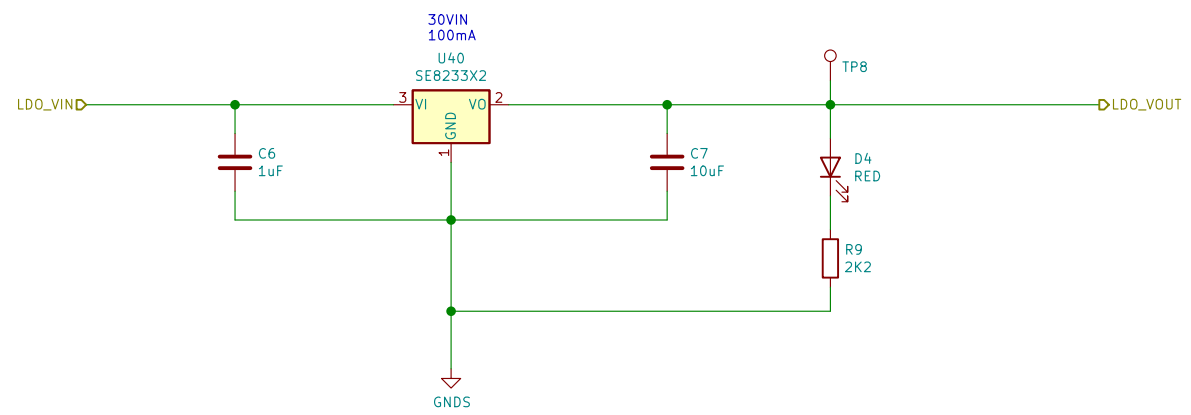 30VIN
100mA
U40
SE8233X2
TP8
LDO_VIN
3
VI
VO
2
LDO_VOUT
GND
1
C6
1uF
C7
10uF
D4
RED
R9
2K2
GNDS